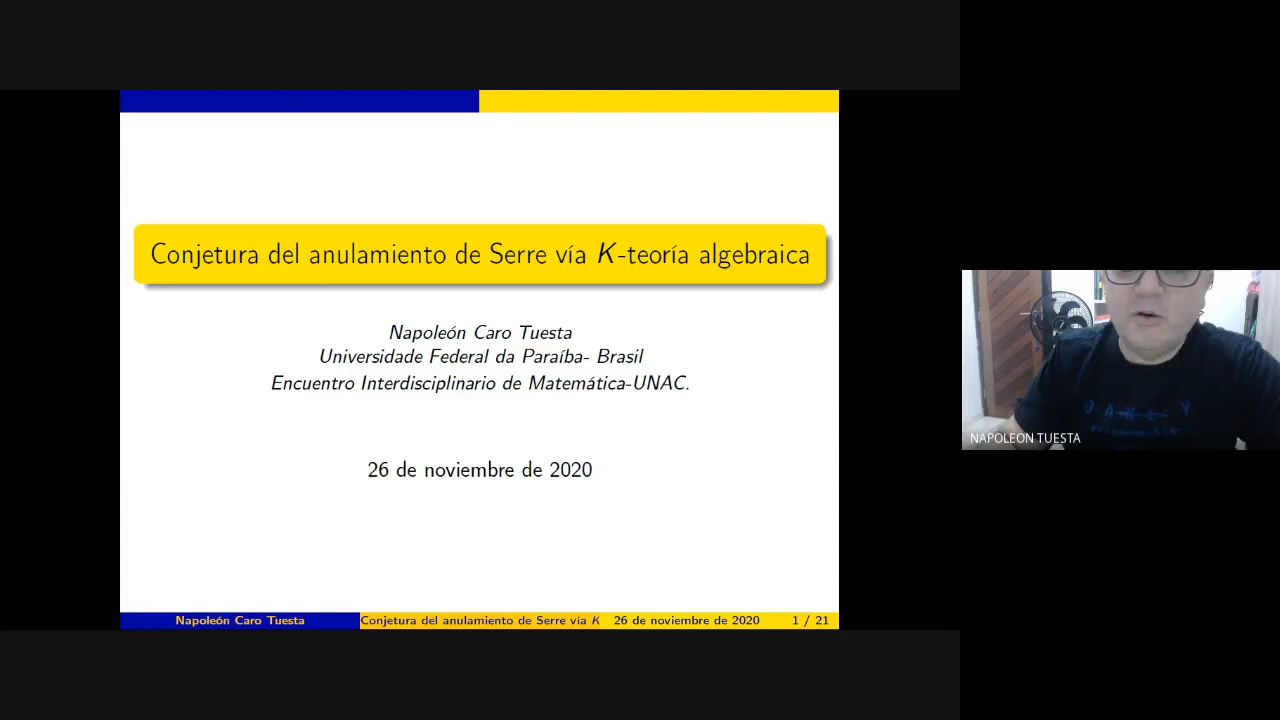 Conjetura del anulamiento de Serre vía K-teoría algebraica
Napoleón Caro Tuesta
Universidade Federal da Paraíba- Brasil
Encuentro Interdisciplinario de Matemática-UNAC.
26 de noviembre de 2020
Napoleón Caro Tuesta
Conjetura del anulamiento de Serre vía K
26 de noviembre de 2020
1 / 21
OAKLEY
NAPOLEON TUESTA